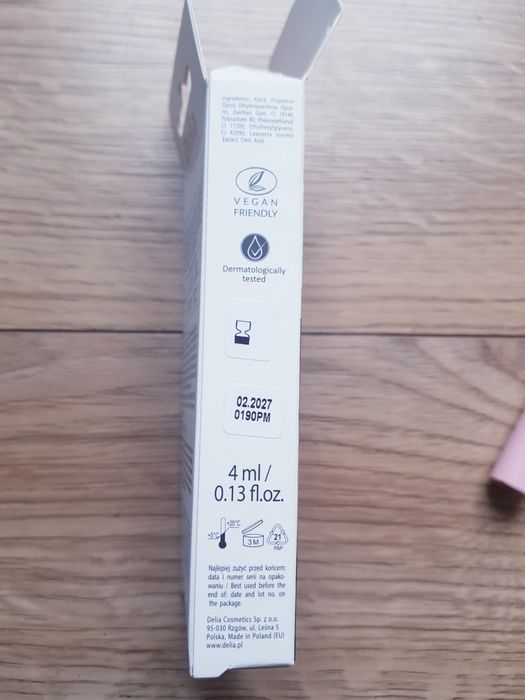 Ingredients: Aqua, Propylene
Glycol, Dihydroxyacetone, Glyce-
rin, Xanthan Gum, CI 19140,
Polysorbate 80, Phenoxyethanol,
CI 17200, Ethylhexylglycerin,
CI 42090, Lawsonia Inermis
Extract, Citric Acid
VEGAN
FRIENDLY
Dermatologically
tested
02.2027
0190PM
4 ml /
0.13 fl.oz.
+25°C
+5°C
3M
21
PAP
Najlepiej zużyć przed końcem:
data i numer serii na opako-
waniu / Best used before the
end of: date and lot no. on
the package.
Delia Cosmetics Sp. z o.o.
95-030 Rzgów, ul. Leśna 5
Polska, Made in Poland (EU)
www.delia.pl